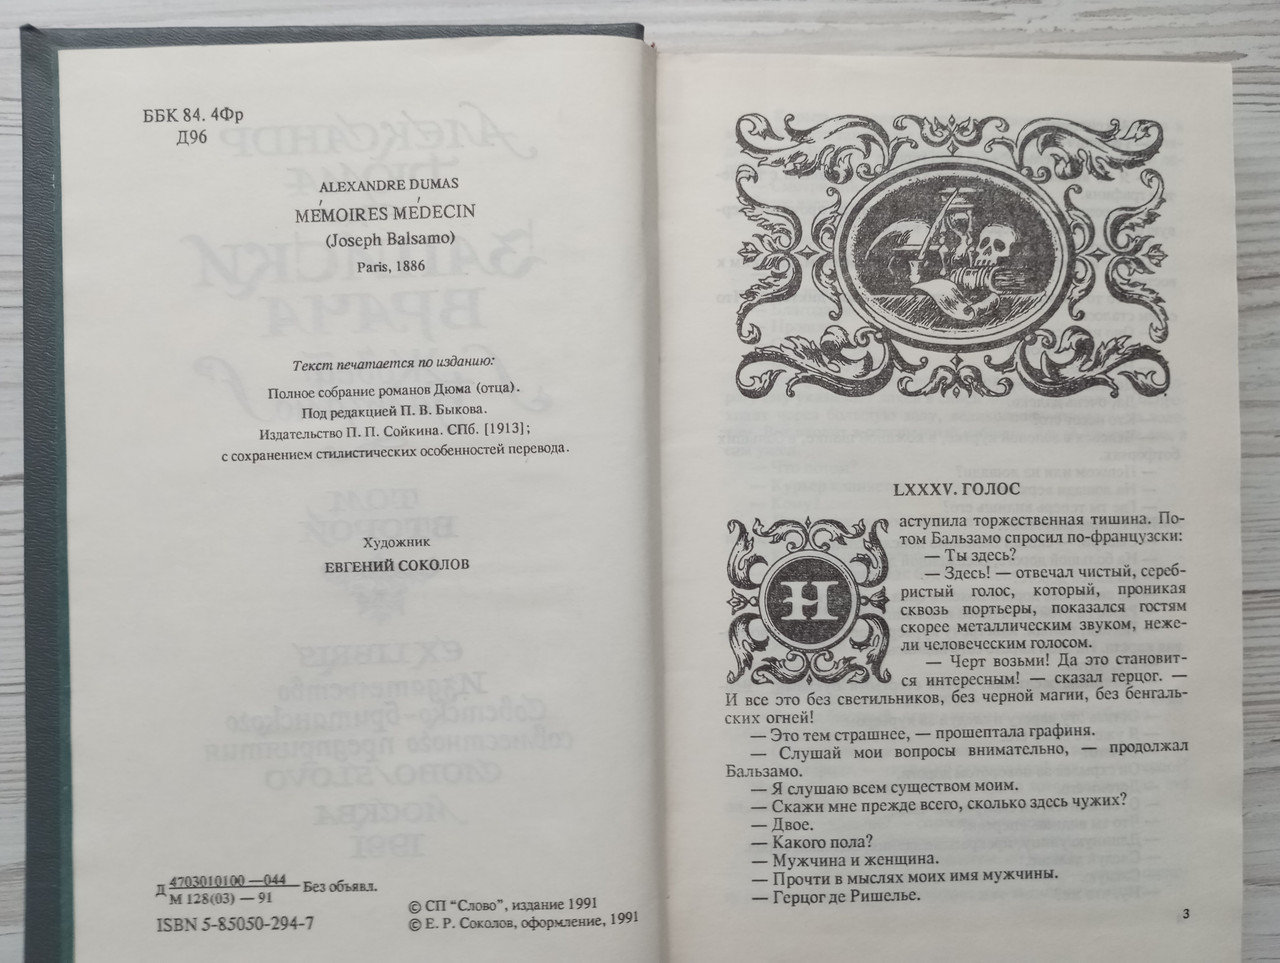 ББК 84. 4Фр
Д96
ALEXANDRE DUMAS
MÉMOIRES MÉDECIN
(Joseph Balsamo)
Paris, 1886
Текст печатается по изданию:
Полное собрание романов Дюма (отца).
Под редакцией П. В. Быкова.
Издательство П. П. Сойкина. СПб. [1913];
с сохранением стилистических особенностей перевода.
Художник
ЕВГЕНИЙ СОКОЛОВ
Д 4703010100 —044
М 128(03) — 91
— Без объявл.
ISBN 5-85050-294-7
© СП “Слово”, издание 1991
© Е. Р. Соколов, оформление, 1991
LXXXV. ГОЛОС
Н
аступила торжественная тишина. По-
том Бальзамо спросил по-французски:
— Ты здесь?
— Здесь! — отвечал чистый, сереб-
ристый голос, который, проникая
сквозь портьеры, показался гостям
скорее металлическим звуком, неже-
ли человеческим голосом.
— Черт возьми! Да это становит-
ся интересным! — сказал герцог. —
И все это без светильников, без черной магии, без бенгаль-
ских огней!
— Это тем страшнее, — прошептала графиня.
— Слушай мои вопросы внимательно, — продолжал
Бальзамо.
— Я слушаю всем существом моим.
— Скажи мне прежде всего, сколько здесь чужих?
— Двое.
— Какого пола?
— Мужчина и женщина.
— Прочти в мыслях моих имя мужчины.
— Герцог де Ришелье.
3